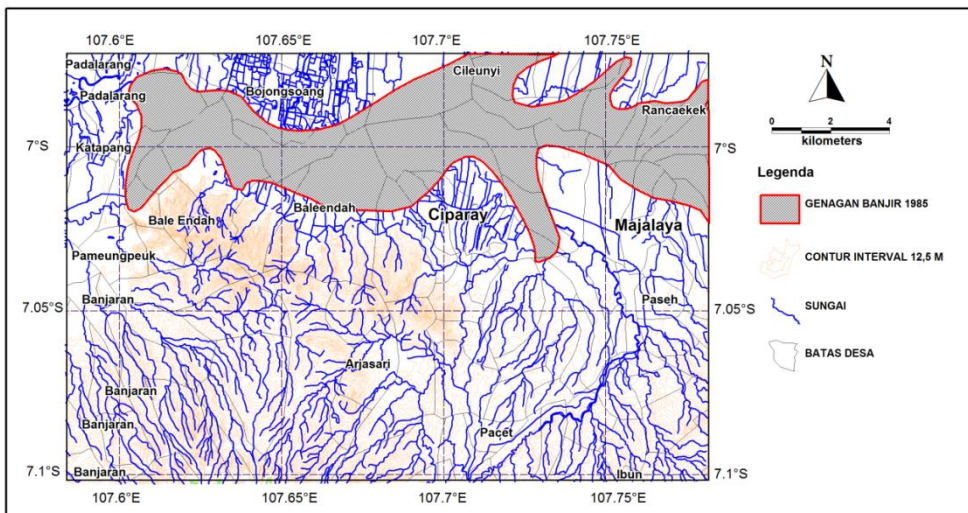 107.6°E 107.65°E 107.7°E 107.75°E
Padalarang
Cileunyi
Padalarang
Bojongsoang
Rancaekek
Katapang
7°S
7°S
Bale Endah
Baleendah
Ciparay
Majalaya
Pameungpeuk
Banjaran
Paseh
7.05°S
7.05°S
Arjasari
Banjaran
Banjaran
Pacet
Banjaran
Ibun
7.1°S
7.1°S
107.6°E 107.65°E 107.7°E 107.75°E
N
0 2 4
kilometers
Legenda
GENAGAN BANJIR 1985
CONTUR INTERVAL 12,5 M
SUNGAI
BATAS DESA